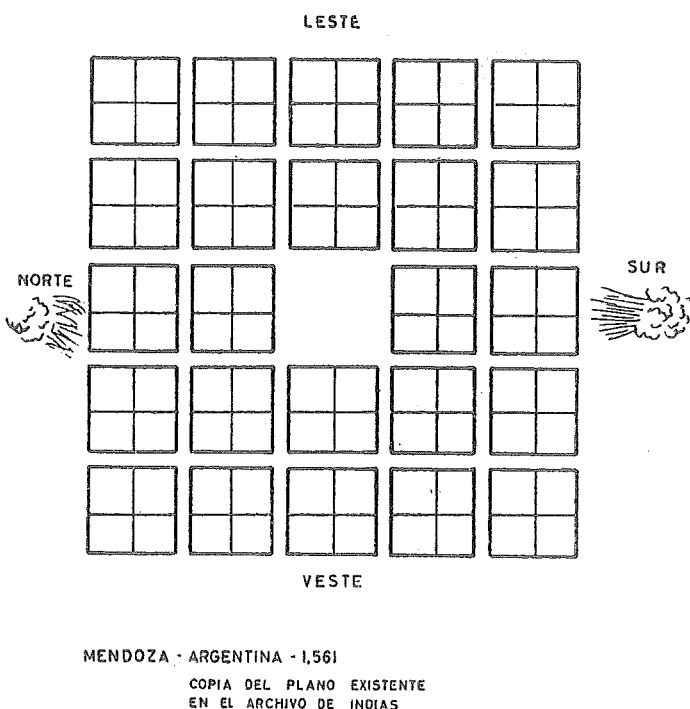 LESTE
NORTE
SUR
VESTE
MENDOZA - ARGENTINA - 1,561
COPIA DEL PLANO EXISTENTE
EN EL ARCHIVO DE INDIAS